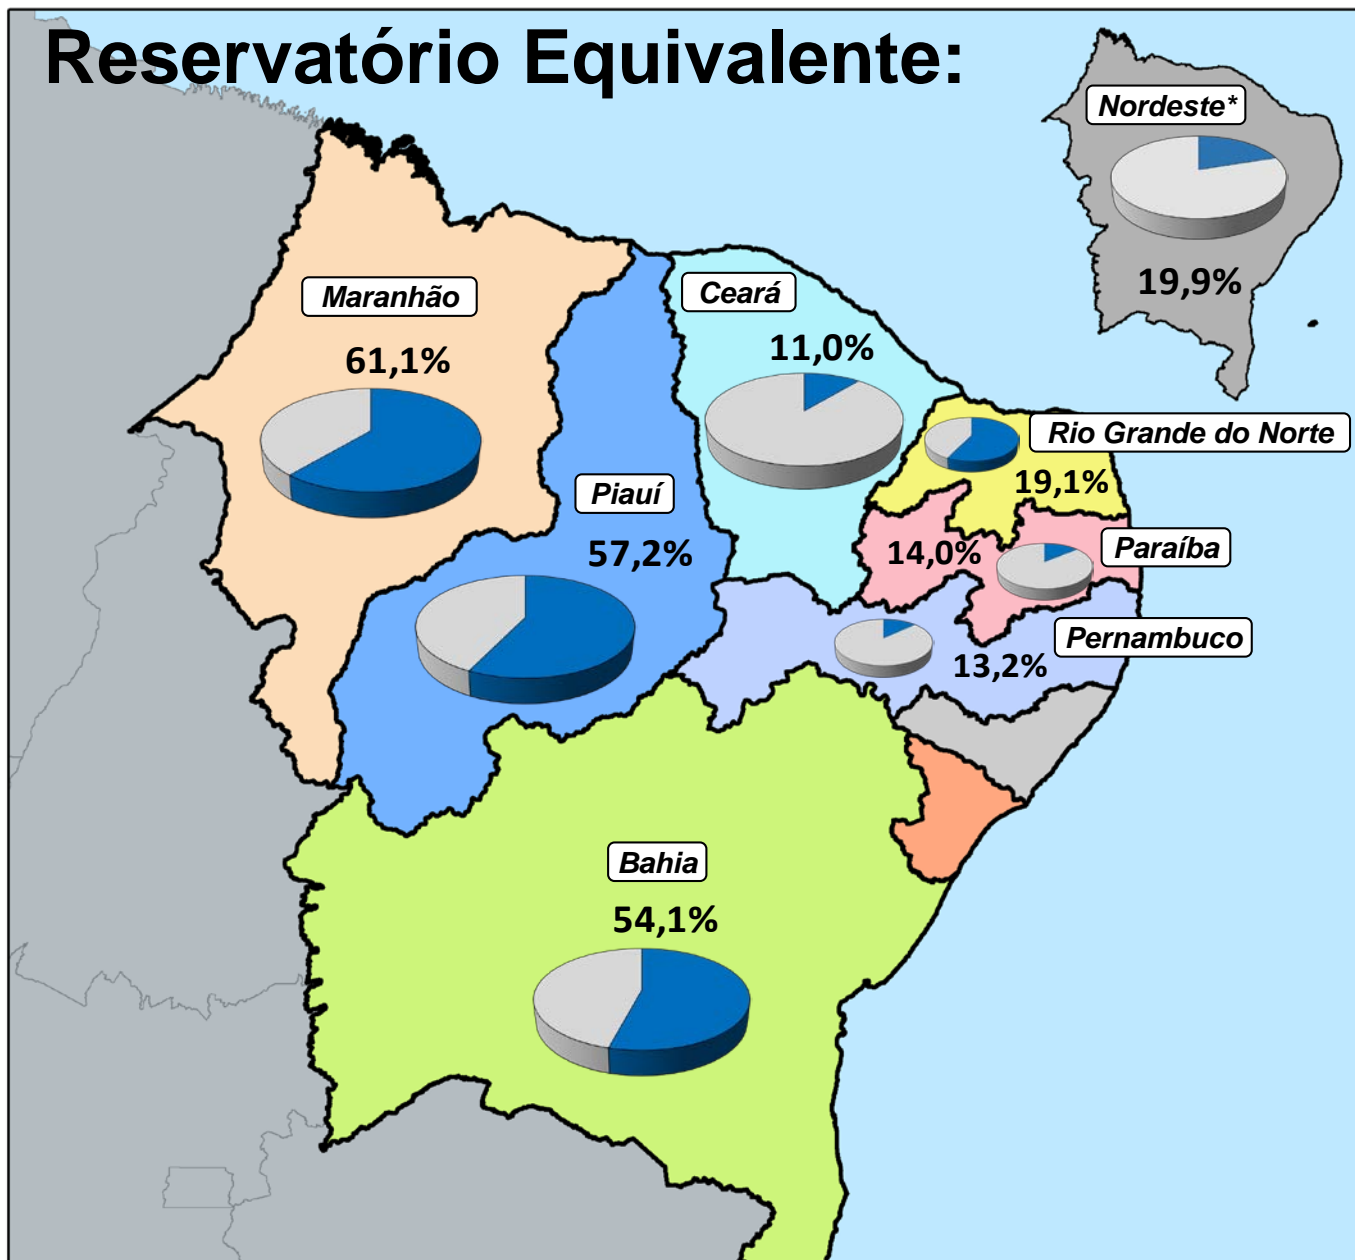 Reservatório Equivalente:
Nordeste*
19,9%
Maranhão
61,1%
Ceará
11,0%
Rio Grande do Norte
19,1%
Piauí
57,2%
Paraíba
14,0%
Pernambuco
13,2%
Bahia
54,1%